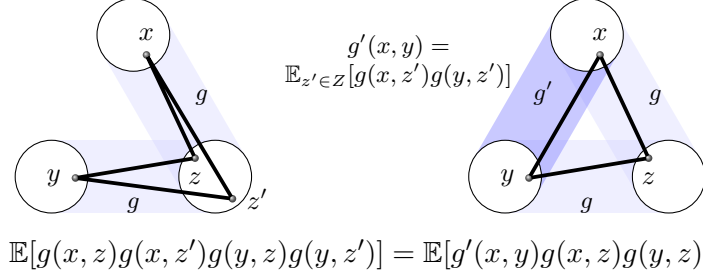 x
g
y
z
g
z′
g′(x, y) =
𝔼_{z′∈Z}[g(x, z′)g(y, z′)]
x
g′
g
y
z
g
𝔼[g(x, z)g(x, z′)g(y, z)g(y, z′)] = 𝔼[g′(x, y)g(x, z)g(y, z)